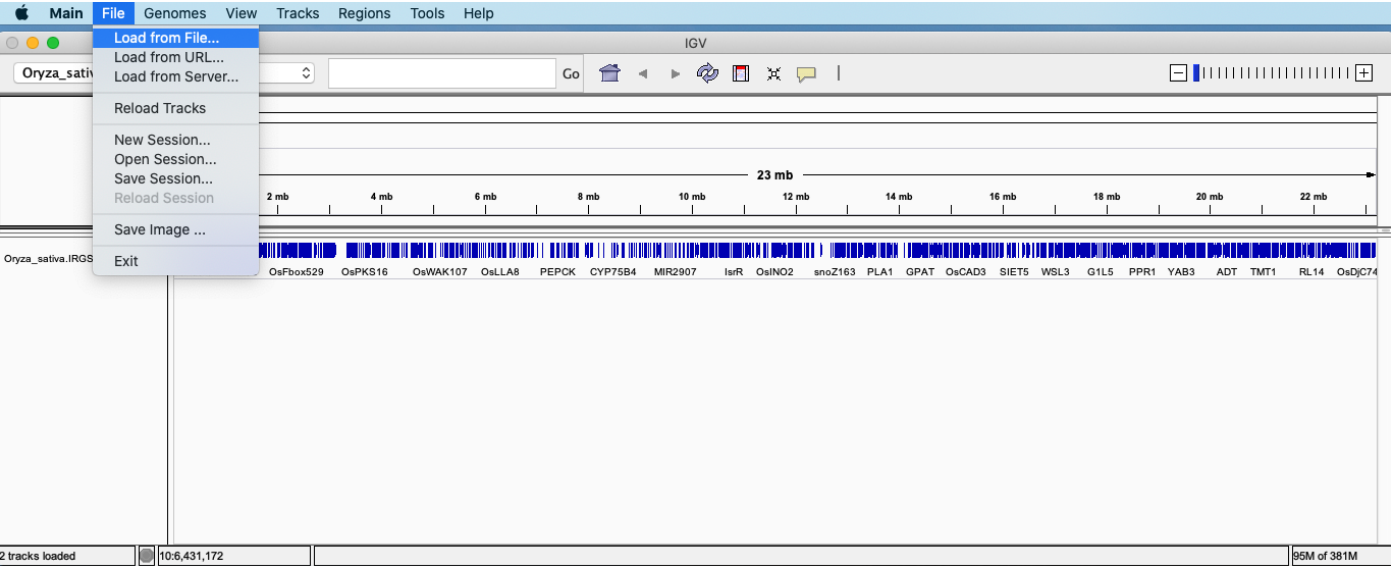 Main File Genomes View Tracks Regions Tools Help
IGV
Load from File...
Load from URL...
Load from Server...
Reload Tracks
New Session...
Open Session...
Save Session...
Reload Session
Save Image ...
Exit
Oryza_sativ
Go
23 mb
2 mb 4 mb 6 mb 8 mb 10 mb 12 mb 14 mb 16 mb 18 mb 20 mb 22 mb
Oryza_sativa.IRGS
OsFbox529 OsPKS16 OsWAK107 OsLLA8 PEPCK CYP75B4 MIR2907 IsrR OsINO2 snoZ163 PLA1 GPAT OsCAD3 SIET5 WSL3 G1L5 PPR1 YAB3 ADT TMT1 RL14 OsDjC74
2 tracks loaded 10:6,431,172 95M of 381M